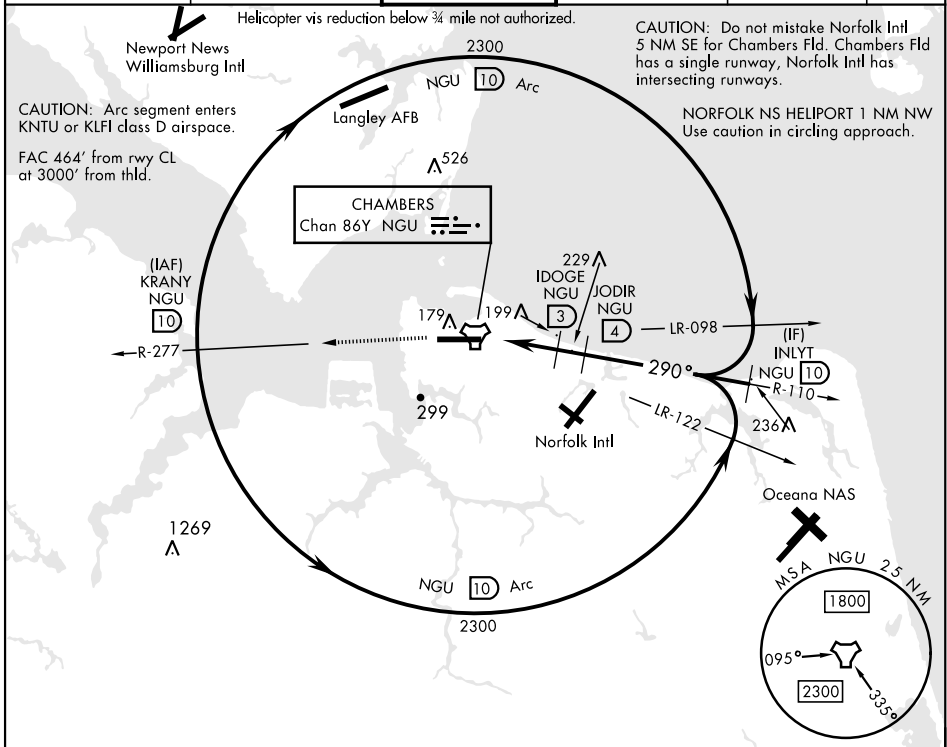 Helicopter vis reduction below ¾ mile not authorized.
Newport News
Williamsburg Intl
2300
NGU 10 Arc
CAUTION: Do not mistake Norfolk Intl
5 NM SE for Chambers Fld. Chambers Fld
has a single runway, Norfolk Intl has
intersecting runways.
CAUTION: Arc segment enters
KNTU or KLFI class D airspace.
FAC 464' from rwy CL
at 3000' from thld.
Langley AFB
NORFOLK NS HELIPORT 1 NM NW
Use caution in circling approach.
526
CHAMBERS
Chan 86Y NGU
(IAF)
KRANY
NGU
10
229
IDOGE
NGU
3
JODIR
NGU
4
179
199
LR-098
R-277
(IF)
INLYT
NGU 10
290°
R-110
299
LR-122
236
Norfolk Intl
Oceana NAS
1269
NGU 10 Arc
2300
MSA NGU 25 NM
1800
095°
2300
335°